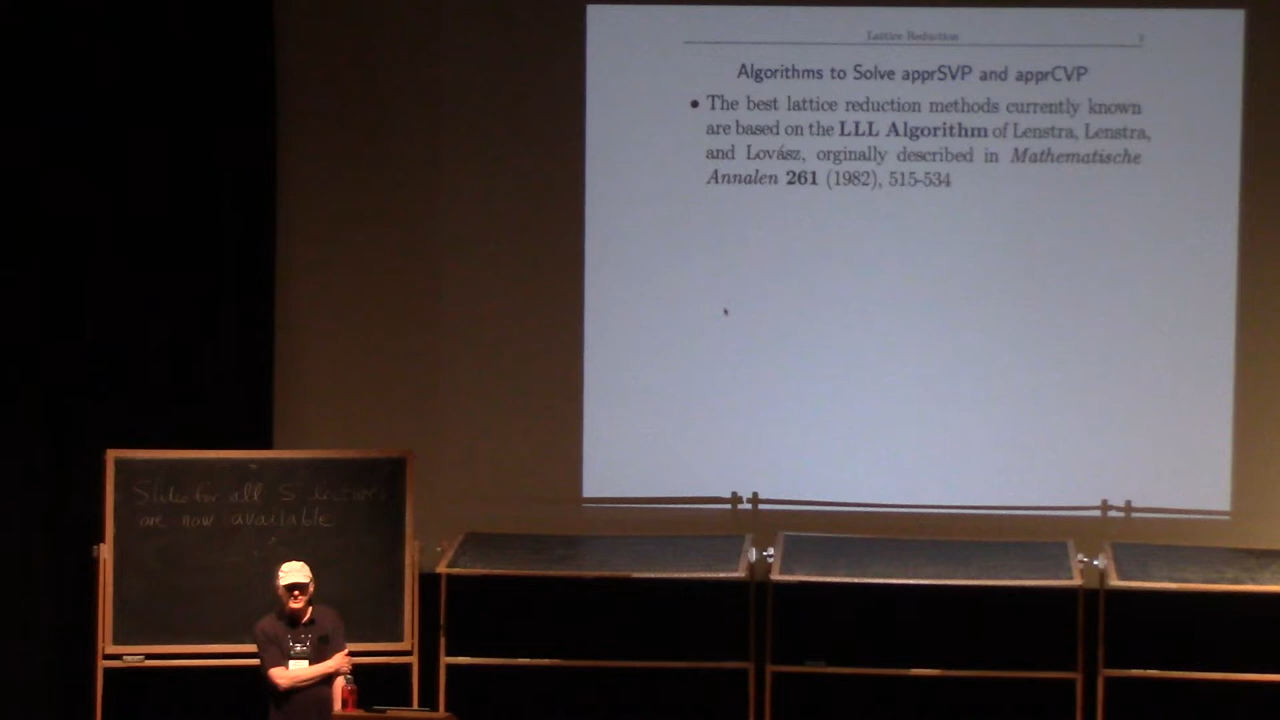 Lattice Reduction
Algorithms to Solve apprSVP and apprCVP
• The best lattice reduction methods currently known
are based on the LLL Algorithm of Lenstra, Lenstra,
and Lovász, orginally described in Mathematische
Annalen 261 (1982), 515-534
Slides for all 5 lectures
are now available